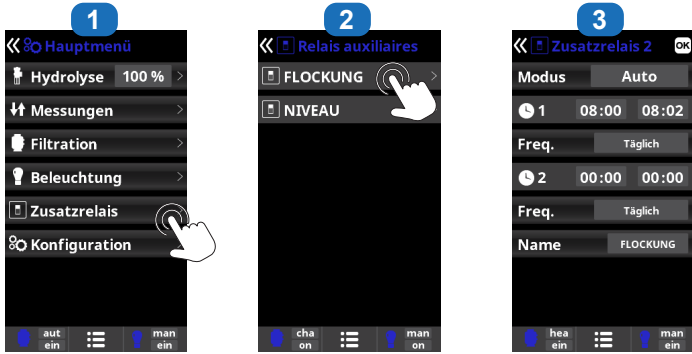 1
Hauptmenü
Hydrolyse 100 %
Messungen
Filtration
Beleuchtung
Zusatzrelais
Konfiguration
aut
ein
man
ein
2
Relais auxiliaires
FLOCKUNG
NIVEAU
cha
on
man
on
3
Zusatzrelais 2 OK
Modus Auto
1 08:00 08:02
Freq. Täglich
2 00:00 00:00
Freq. Täglich
Name FLOCKUNG
hea
ein
man
ein